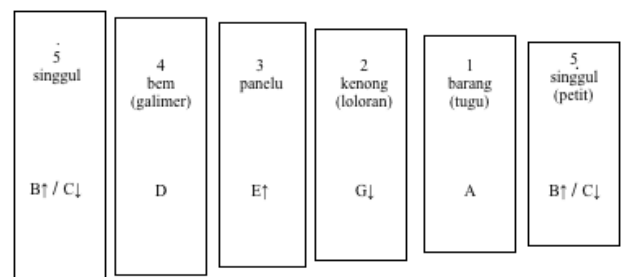 5̇
singgul
B↑ / C↓
4
bem
(galimer)
D
3
panelu
E↑
2
kenong
(loloran)
G↓
1
barang
(tugu)
A
5̣
singgul
(petit)
B↑ / C↓